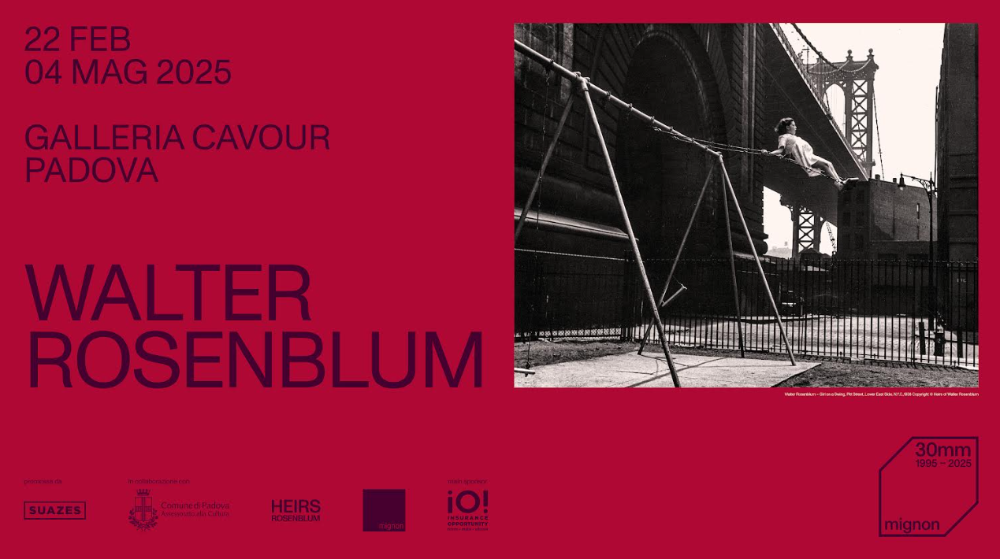 22 FEB
04 MAG 2025
GALLERIA CAVOUR
PADOVA
WALTER
ROSENBLUM
Walter Rosenblum – Girl on a Swing, Pitt Street, Lower East Side, N.Y.C., 1938 Copyright © Heirs of Walter Rosenblum
promossa da
SUAZES
in collaborazione con
Comune di Padova
Assessorato alla Cultura
HEIRS
ROSENBLUM
mignon
main sponsor
iO!
INSURANCE
OPPORTUNITY
30mm
1995 – 2025
mignon